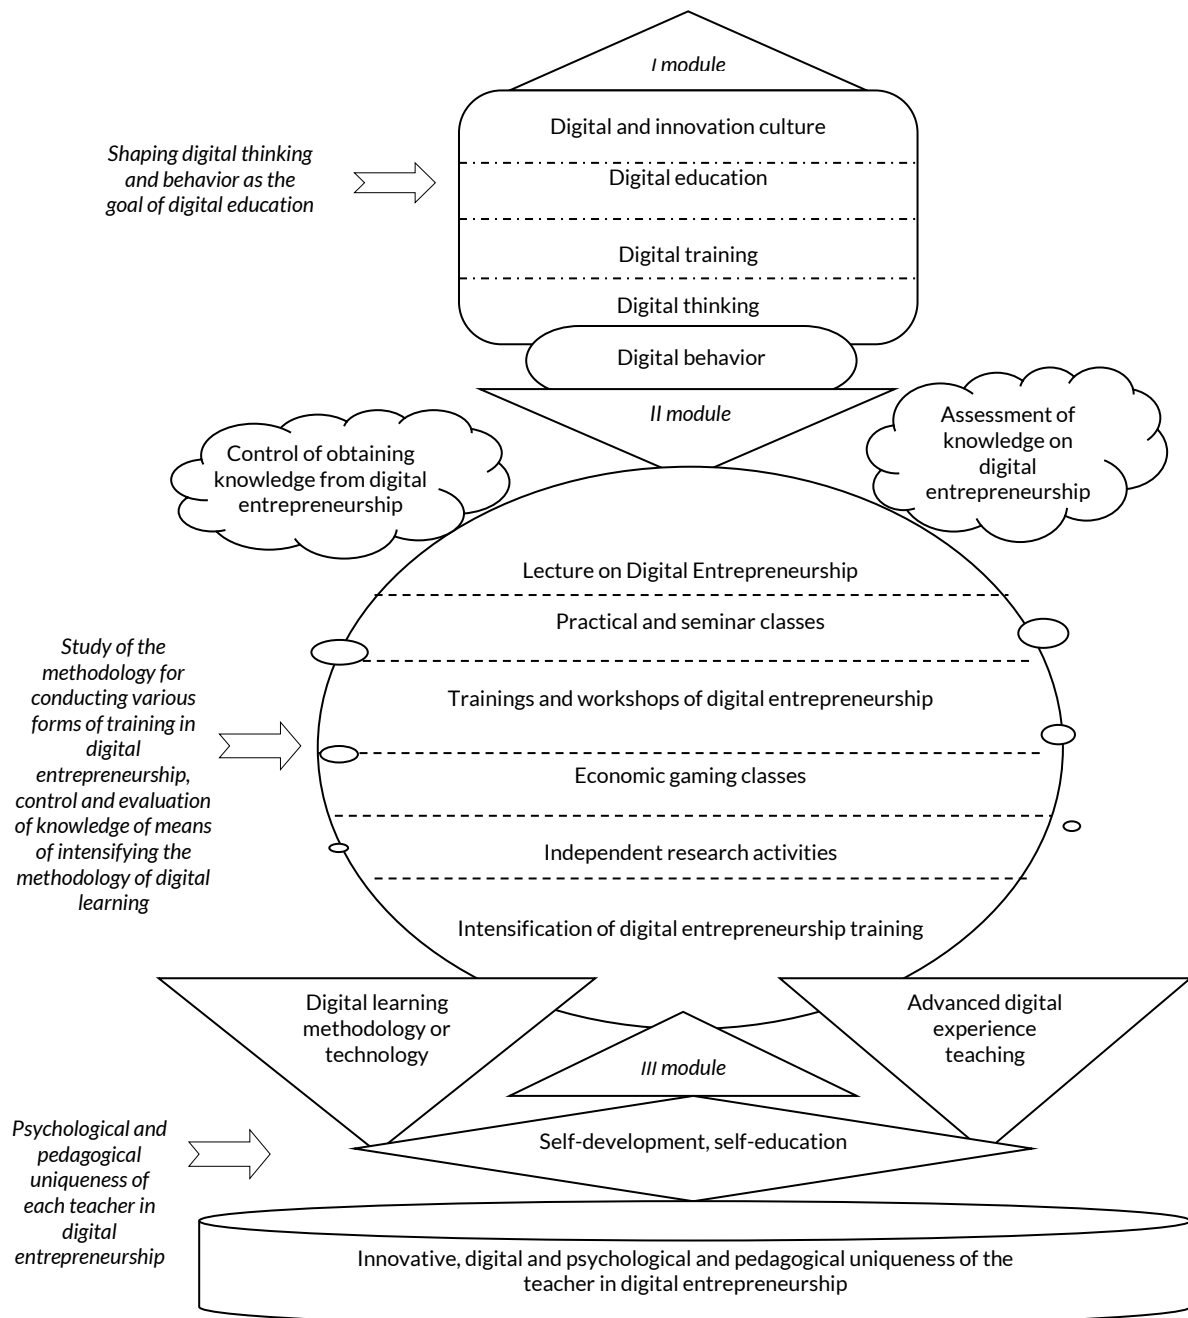 I module
Digital and innovation culture
Shaping digital thinking
and behavior as the
goal of digital education
Digital education
Digital training
Digital thinking
Digital behavior
II module
Control of obtaining
knowledge from digital
entrepreneurship
Assessment of
knowledge on
digital
entrepreneurship
Lecture on Digital Entrepreneurship
Practical and seminar classes
Trainings and workshops of digital entrepreneurship
Economic gaming classes
Independent research activities
Intensification of digital entrepreneurship training
Study of the
methodology for
conducting various
forms of training in
digital
entrepreneurship,
control and evaluation
of knowledge of means
of intensifying the
methodology of digital
learning
Digital learning
methodology or
technology
Advanced digital
experience
teaching
III module
Self-development, self-education
Psychological and
pedagogical
uniqueness of
each teacher in
digital
entrepreneurship
Innovative, digital and psychological and pedagogical uniqueness of the
teacher in digital entrepreneurship